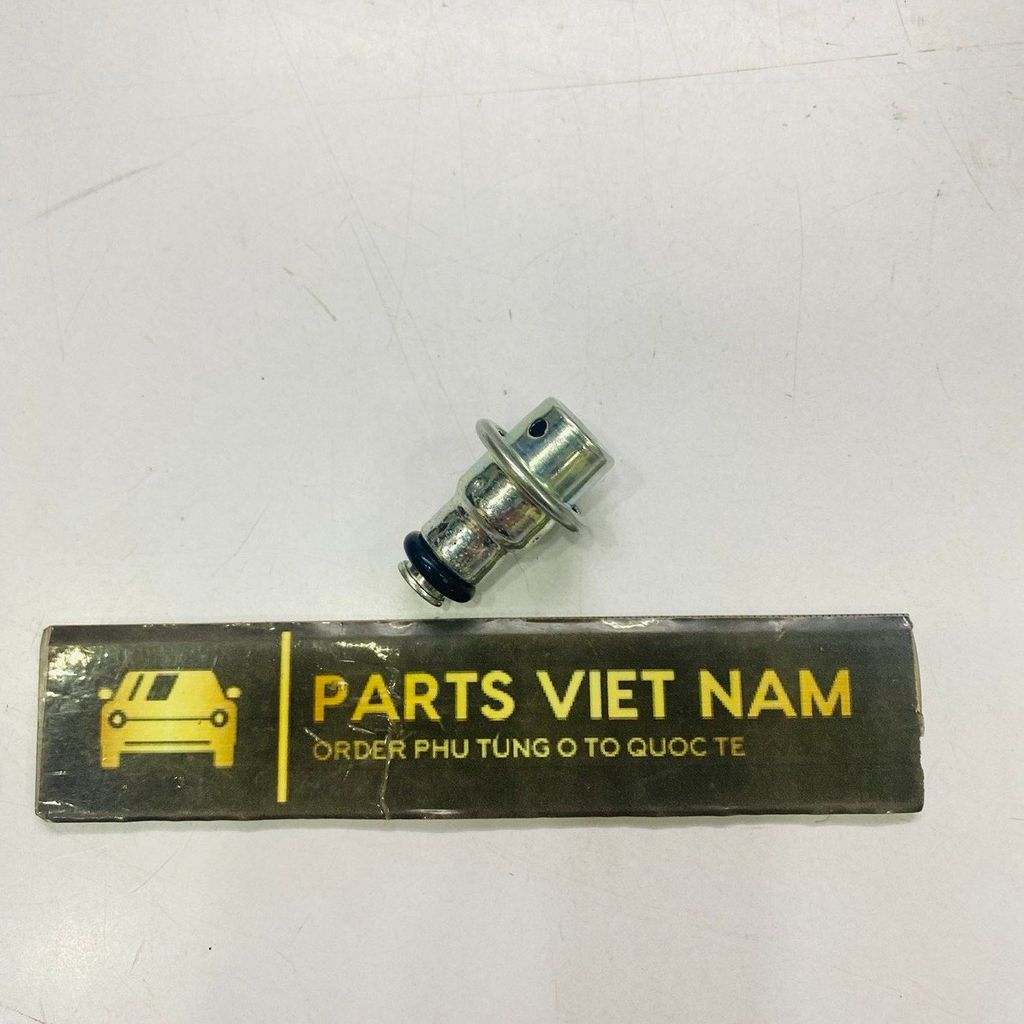 PARTS VIET NAM
ORDER PHU TUNG O TO QUOC TE